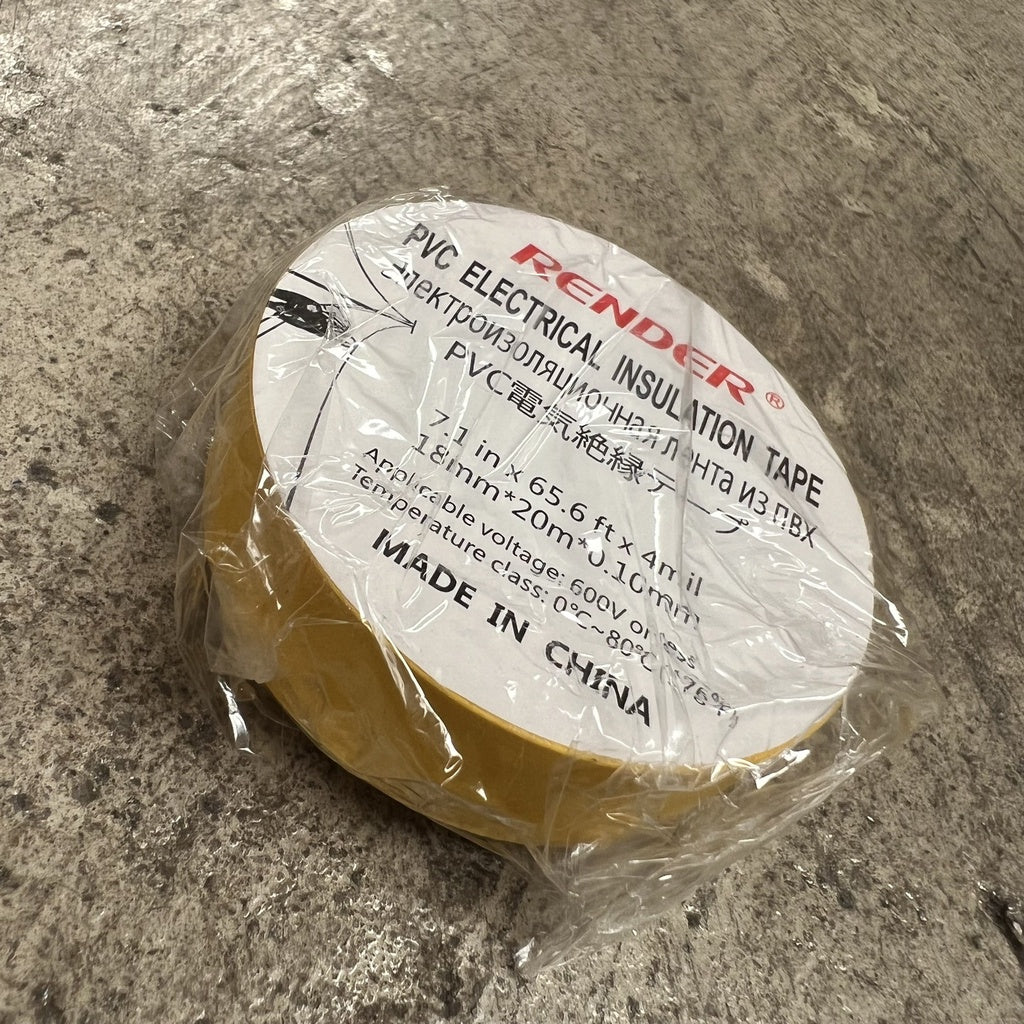 RENDER®
PVC ELECTRICAL INSULATION TAPE
электроизоляционная лента из ПВХ
PVC電気絶縁テープ
7.1 in x 65.6 ft x 4mil
18mm*20m*0.10mm
Applicable voltage: 600V or less
Temperature class: 0℃~80℃ (176℉)
MADE IN CHINA